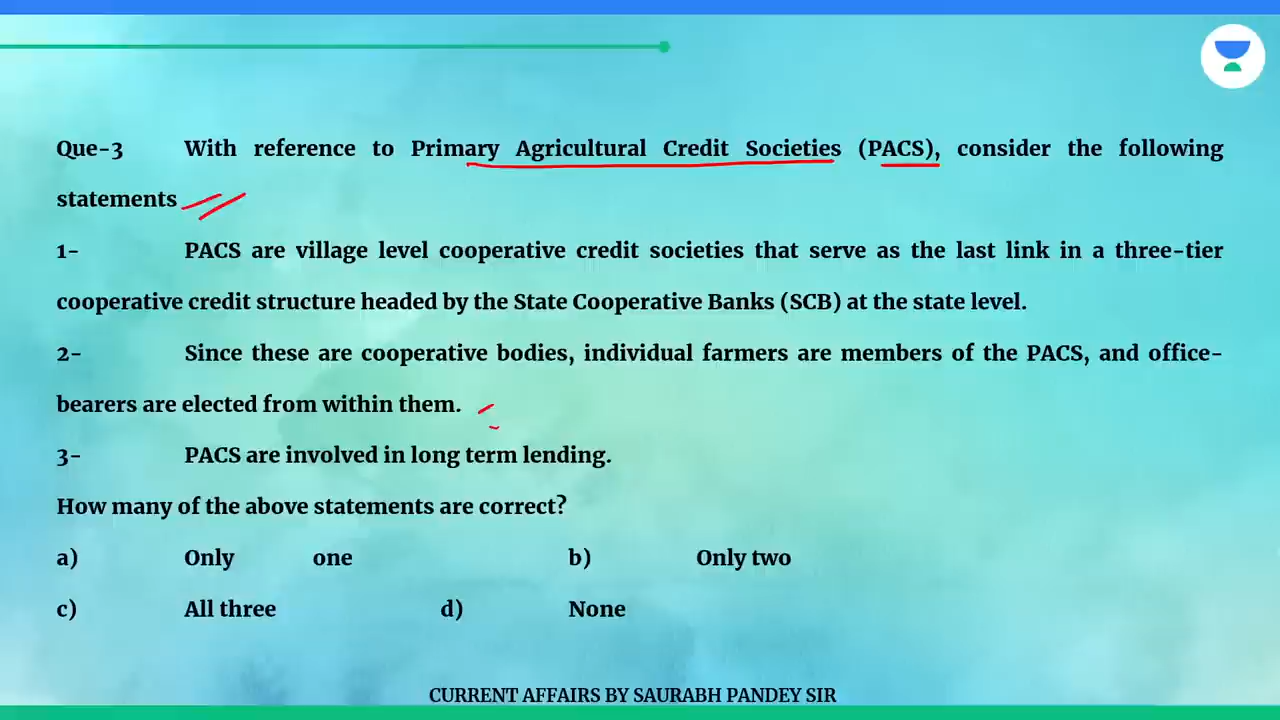 Que-3 With reference to Primary Agricultural Credit Societies (PACS), consider the following
statements
1- PACS are village level cooperative credit societies that serve as the last link in a three-tier
cooperative credit structure headed by the State Cooperative Banks (SCB) at the state level.
2- Since these are cooperative bodies, individual farmers are members of the PACS, and office-
bearers are elected from within them.
3- PACS are involved in long term lending.
How many of the above statements are correct?
a) Only one b) Only two
c) All three d) None
CURRENT AFFAIRS BY SAURABH PANDEY SIR